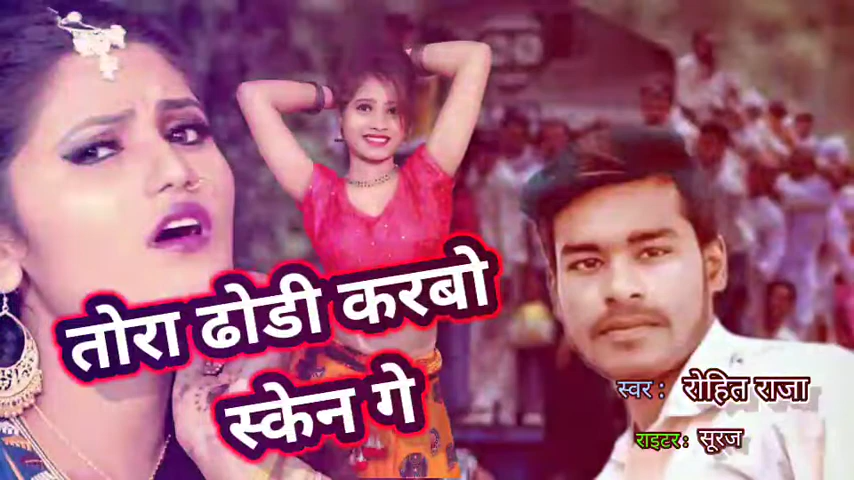 तोरा ढोडी करबो
स्केन गे
स्वर : रोहित राजा
राइटर : सूरज